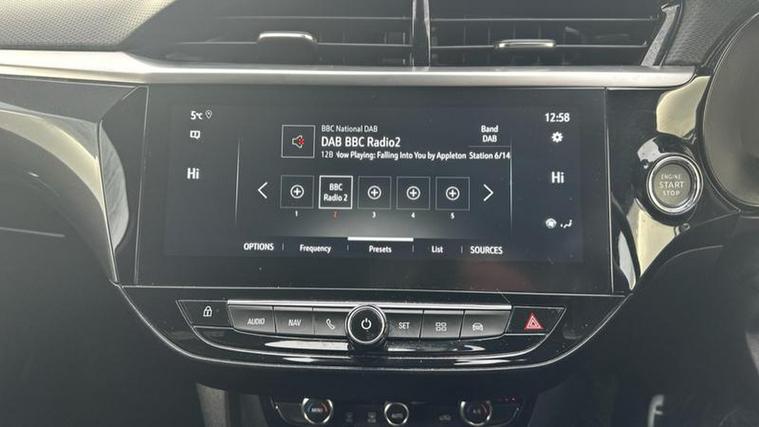 5°C
12:58
BBC National DAB
DAB BBC Radio2
Band
DAB
12B Now Playing: Falling Into You by Appleton Station 6/14
Hi
Hi
BBC
Radio 2
1
2
3
4
5
OPTIONS
Frequency
Presets
List
SOURCES
ENGINE
START
STOP
AUDIO
NAV
SET
MIN
AUTO